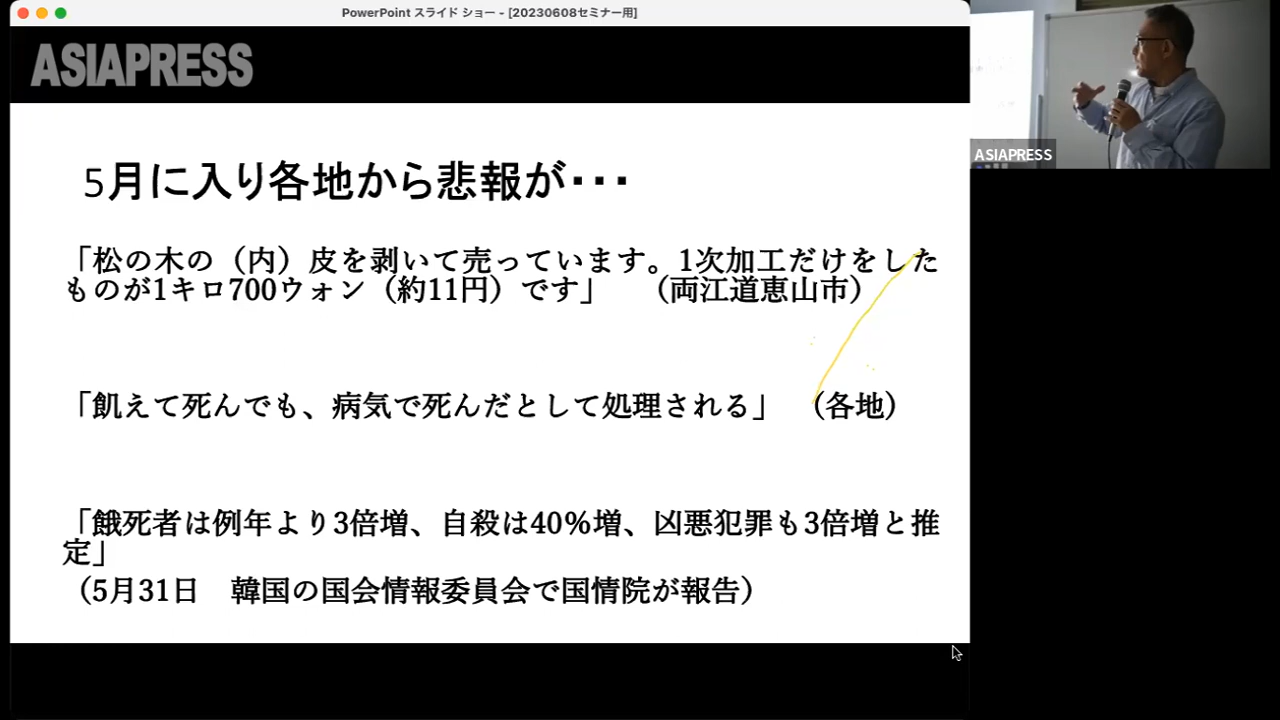 PowerPoint スライド ショー - [20230608セミナー用]
ASIAPRESS
ASIAPRESS
5月に入り各地から悲報が・・・
「松の木の（内）皮を剥いて売っています。1次加工だけをした
ものが1キロ700ウォン（約11円）です」　（両江道恵山市）
「飢えて死んでも、病気で死んだとして処理される」　（各地）
「餓死者は例年より3倍増、自殺は40%増、凶悪犯罪も3倍増と推
定」
（5月31日　韓国の国会情報委員会で国情院が報告）